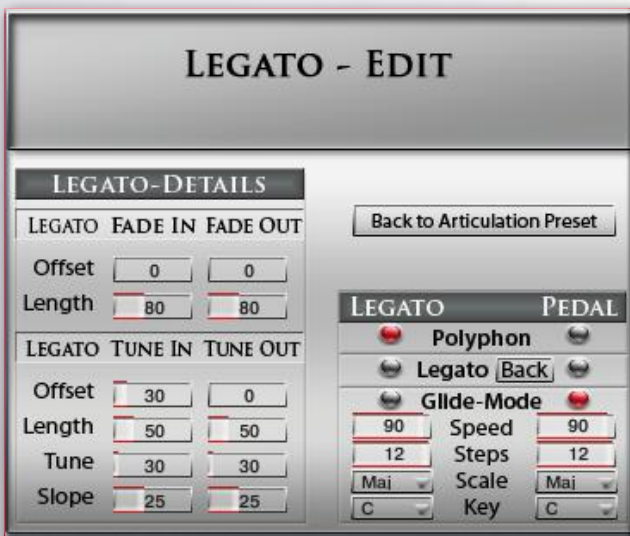 LEGATO - EDIT
LEGATO-DETAILS
LEGATO FADE IN FADE OUT
Offset 0 0
Length 80 80
LEGATO TUNE IN TUNE OUT
Offset 30 0
Length 50 50
Tune 30 30
Slope 25 25
Back to Articulation Preset
LEGATO PEDAL
Polyphon
Legato Back
Glide-Mode
90 Speed 90
12 Steps 12
Maj Scale Maj
C Key C